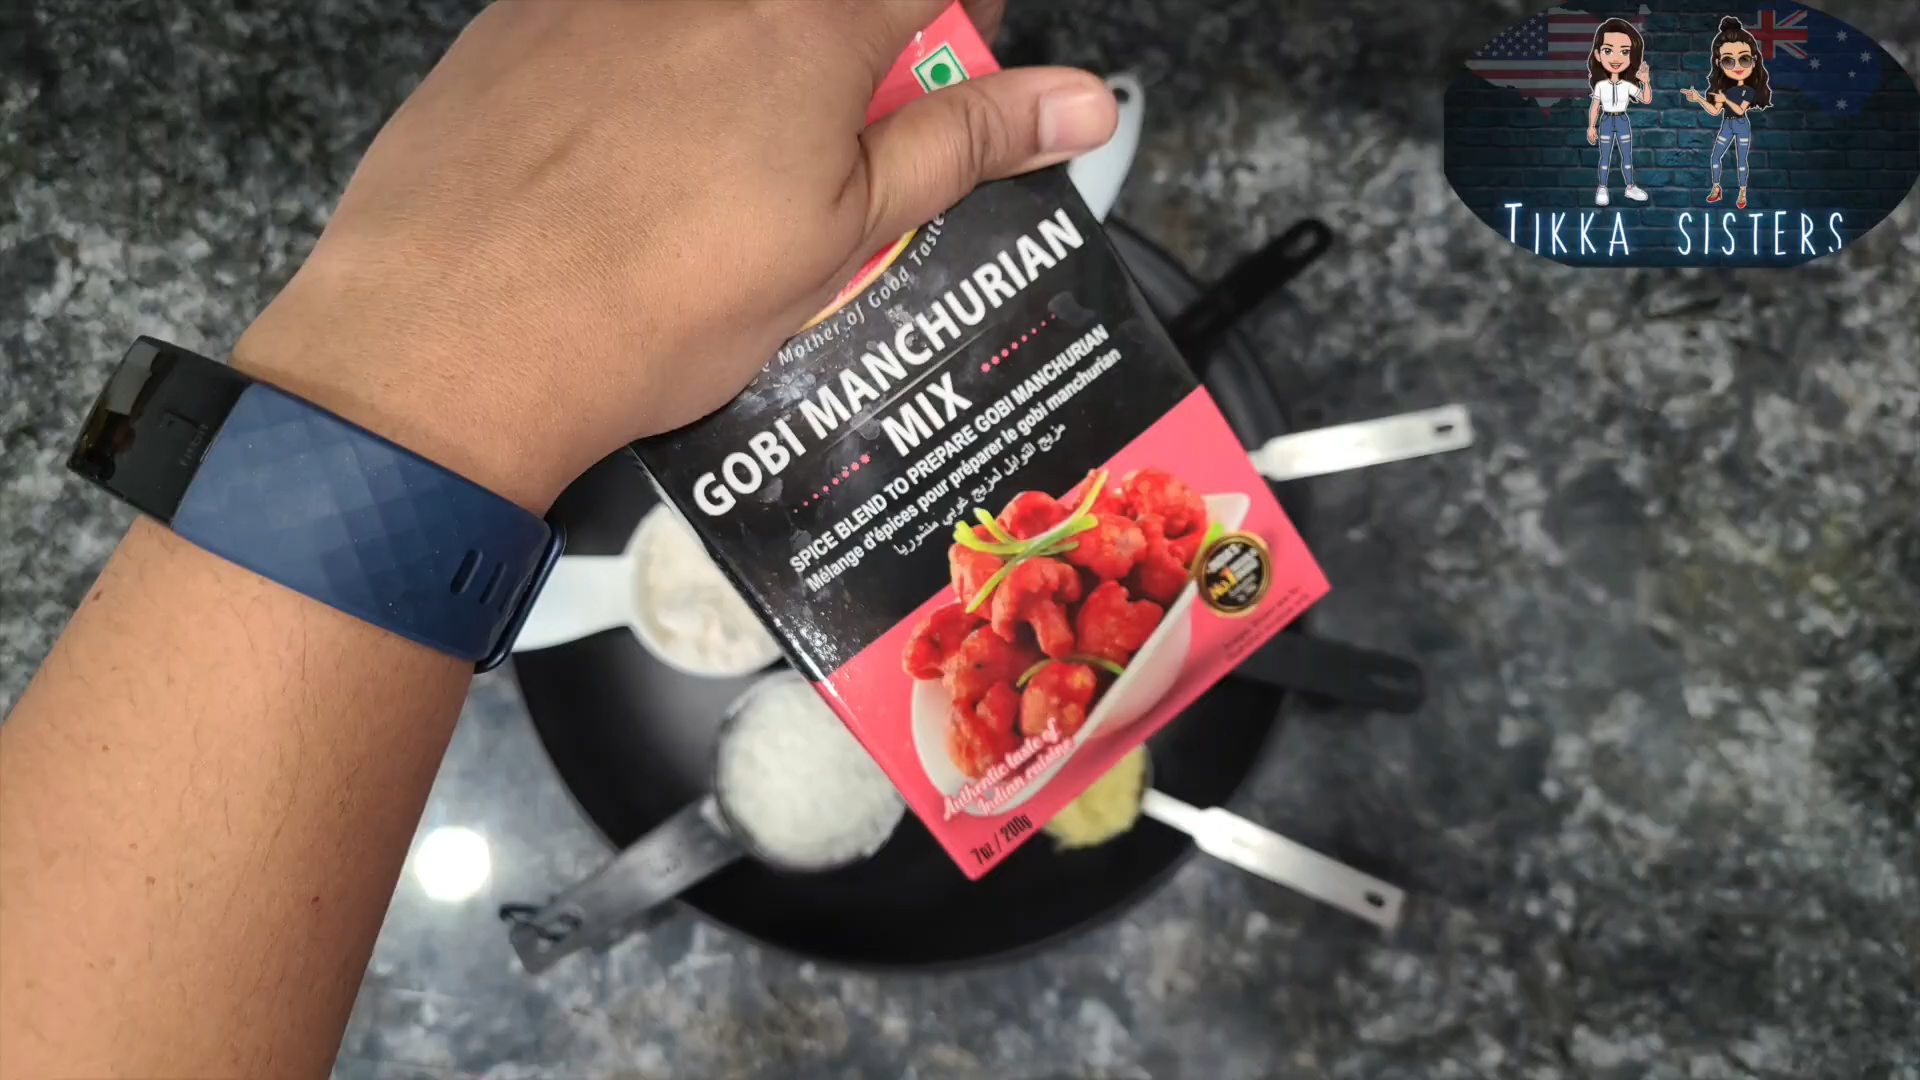 TIKKA SISTERS
Mother of Good Taste
GOBI MANCHURIAN
MIX
SPICE BLEND TO PREPARE GOBI MANCHURIAN
Mélange d'épices pour préparer le gobi manchurian
مزيج التوابل لمزيج غوبي منشوريا
Authentic taste of
Indian cuisine
7oz / 200g